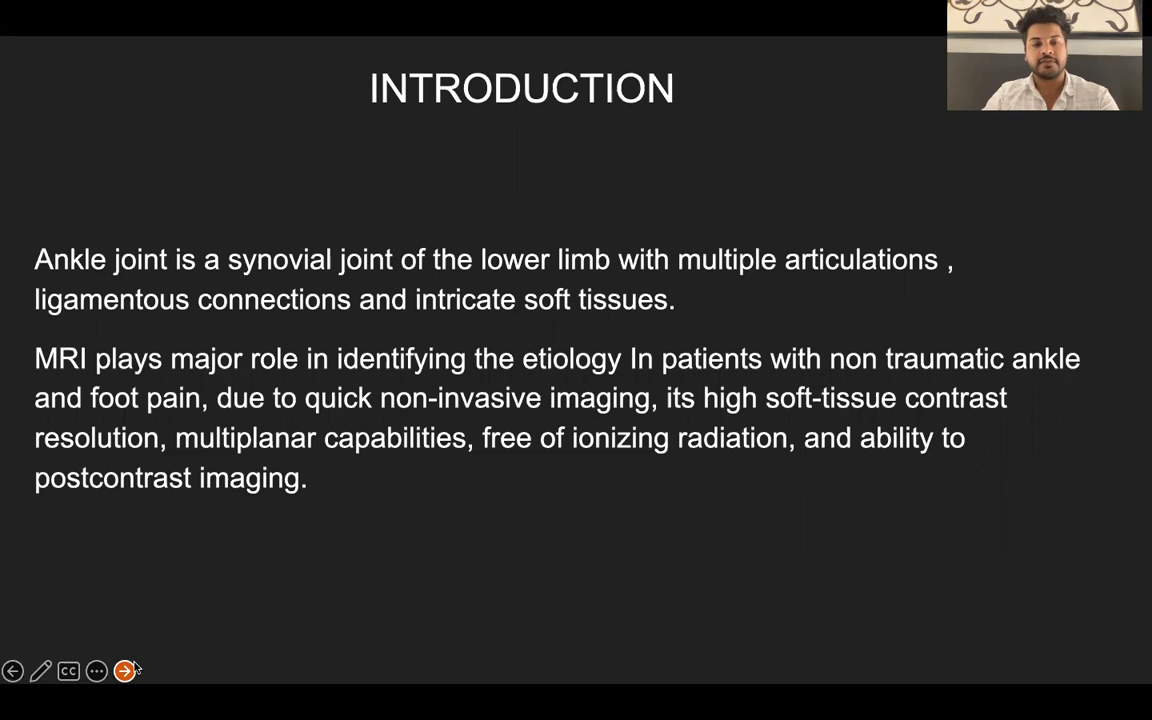 INTRODUCTION
Ankle joint is a synovial joint of the lower limb with multiple articulations ,
ligamentous connections and intricate soft tissues.
MRI plays major role in identifying the etiology In patients with non traumatic ankle
and foot pain, due to quick non-invasive imaging, its high soft-tissue contrast
resolution, multiplanar capabilities, free of ionizing radiation, and ability to
postcontrast imaging.
CC